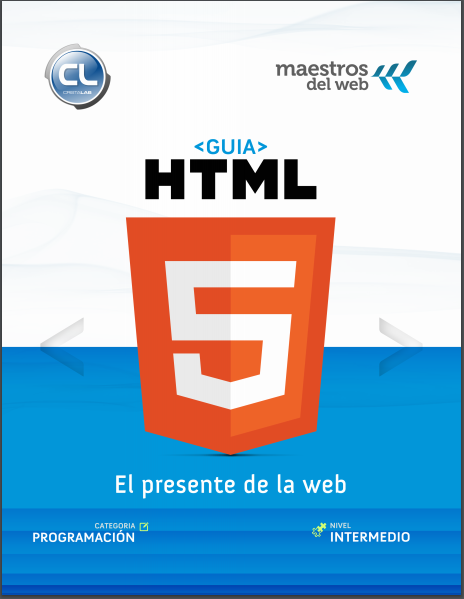 CL
CRISTALAB
maestros
del web
<GUIA>
HTML
5
El presente de la web
CATEGORIA
PROGRAMACIÓN
NIVEL
INTERMEDIO